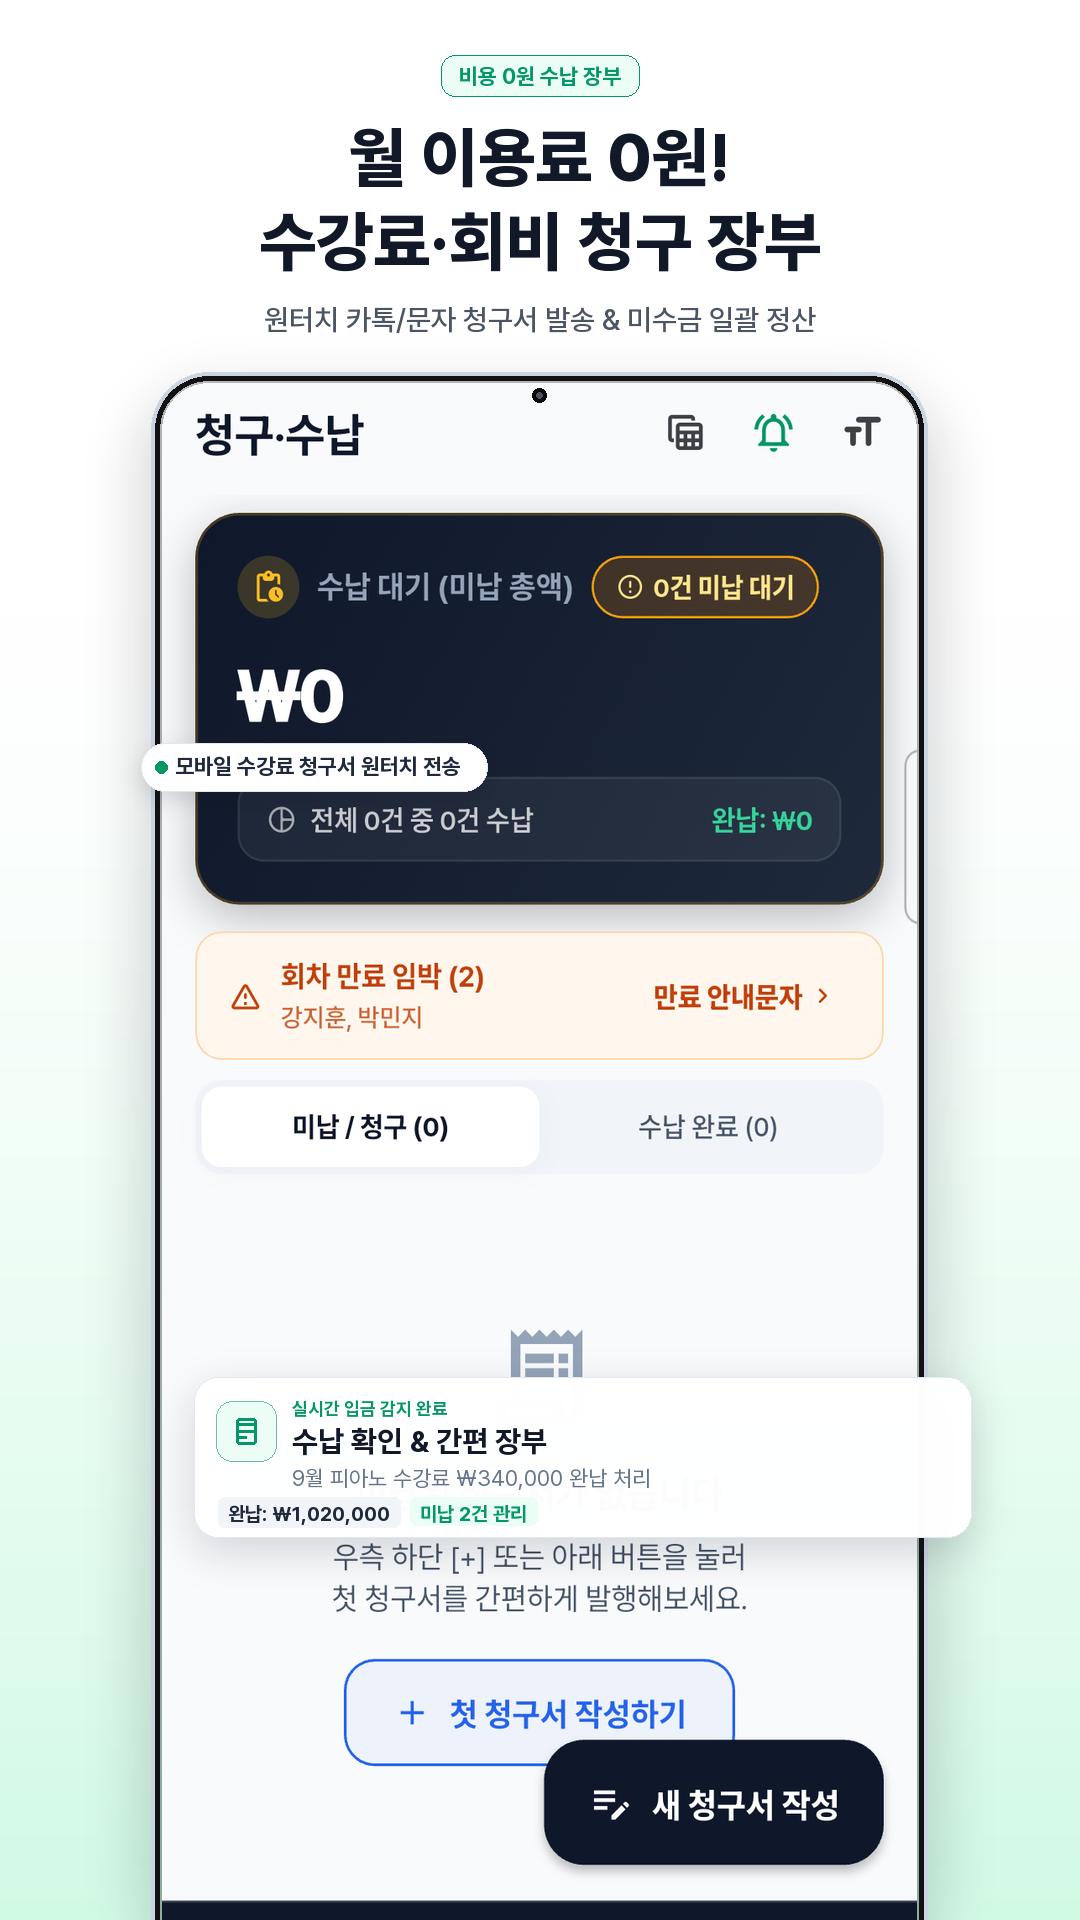 비용 0원 수납 장부
월 이용료 0원!
수강료·회비 청구 장부
원터치 카톡/문자 청구서 발송 & 미수금 일괄 정산
청구·수납
수납 대기 (미납 총액)
0건 미납 대기
₩0
모바일 수강료 청구서 원터치 전송
전체 0건 중 0건 수납
완납: ₩0
회차 만료 임박 (2)
강지훈, 박민지
만료 안내문자
미납 / 청구 (0)
수납 완료 (0)
실시간 입금 감지 완료
수납 확인 & 간편 장부
9월 피아노 수강료 ₩340,000 완납 처리
완납: ₩1,020,000
미납 2건 관리
우측 하단 [+] 또는 아래 버튼을 눌러
첫 청구서를 간편하게 발행해보세요.
+ 첫 청구서 작성하기
새 청구서 작성